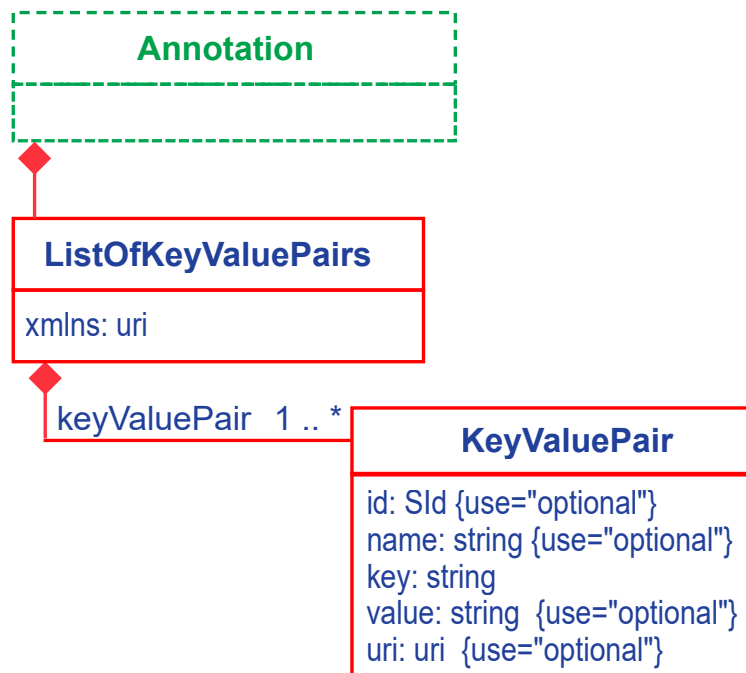 Annotation
ListOfKeyValuePairs
xmlns: uri
keyValuePair 1 .. *
KeyValuePair
id: SId {use="optional"}
name: string {use="optional"}
key: string
value: string {use="optional"}
uri: uri {use="optional"}